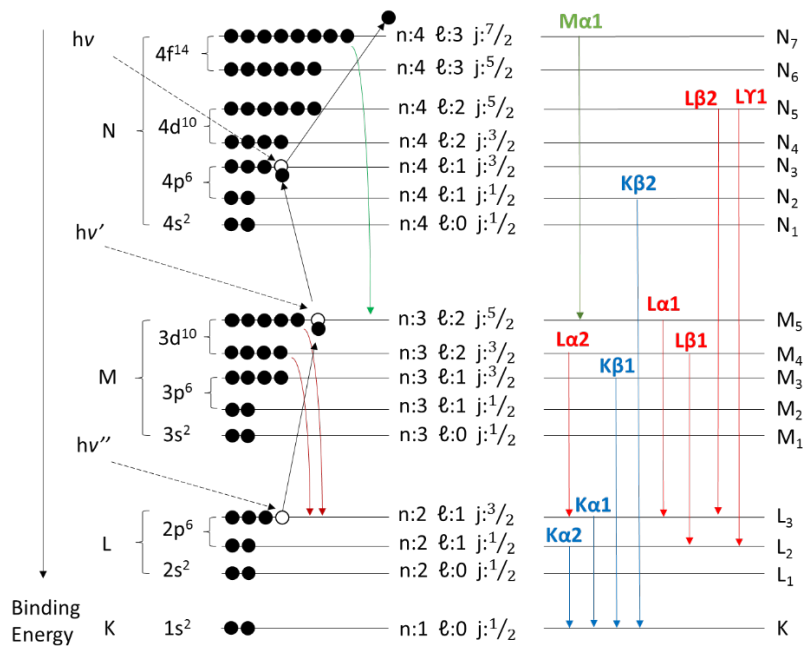 hν
4f¹⁴
n:4 ℓ:3 j:⁷/₂
Mα1
N₇
n:4 ℓ:3 j:⁵/₂
N₆
N
4d¹⁰
n:4 ℓ:2 j:⁵/₂
Lβ2
Lϒ1
N₅
n:4 ℓ:2 j:³/₂
N₄
4p⁶
n:4 ℓ:1 j:³/₂
N₃
n:4 ℓ:1 j:¹/₂
Kβ2
N₂
4s²
n:4 ℓ:0 j:¹/₂
N₁
hν’
3d¹⁰
n:3 ℓ:2 j:⁵/₂
Lα1
M₅
n:3 ℓ:2 j:³/₂
Lα2
Lβ1
M₄
M
3p⁶
n:3 ℓ:1 j:³/₂
Kβ1
M₃
n:3 ℓ:1 j:¹/₂
M₂
3s²
n:3 ℓ:0 j:¹/₂
M₁
hν’’
L
2p⁶
n:2 ℓ:1 j:³/₂
Kα1
L₃
n:2 ℓ:1 j:¹/₂
Kα2
L₂
2s²
n:2 ℓ:0 j:¹/₂
L₁
Binding
Energy
K
1s²
n:1 ℓ:0 j:¹/₂
K